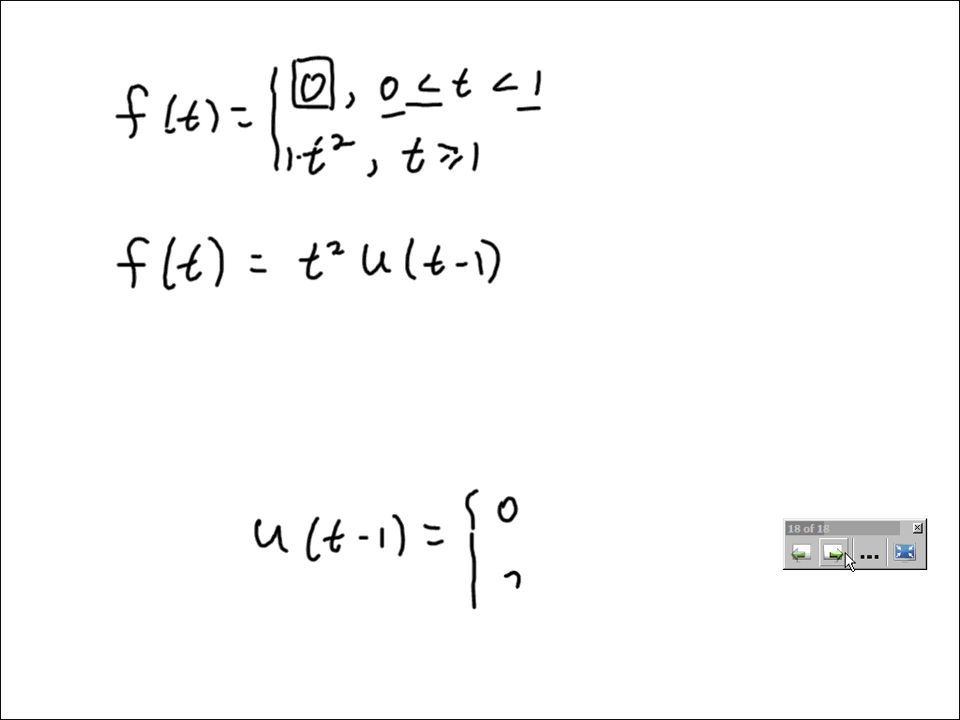 f(t) = { 0, 0 ≤ t < 1
1·t², t ≥ 1
f(t) = t² u(t-1)
u(t-1) = { 0
18 of 18
...